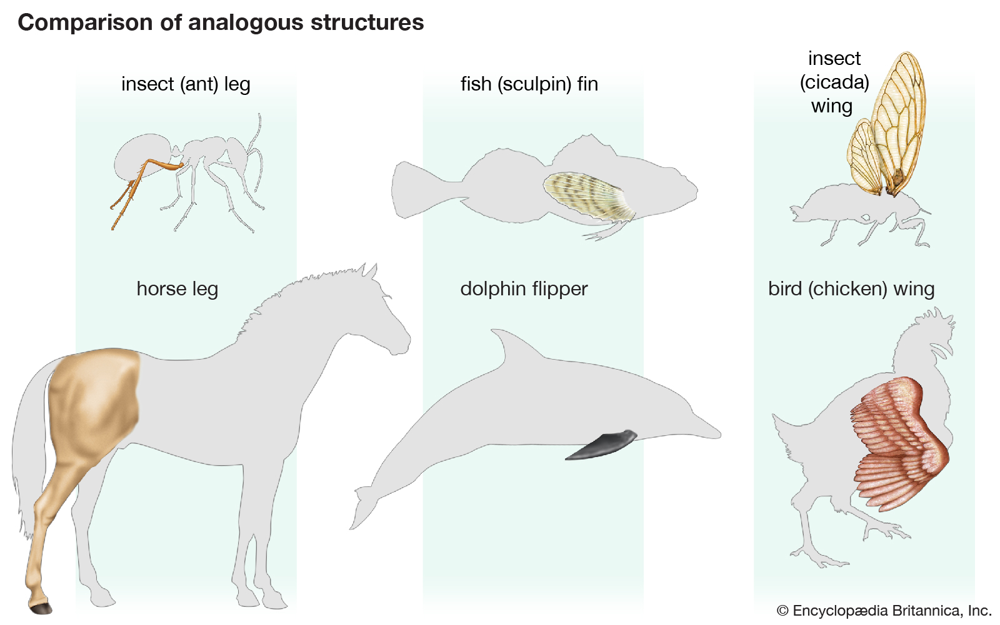 Comparison of analogous structures
insect (ant) leg
fish (sculpin) fin
insect
(cicada)
wing
horse leg
dolphin flipper
bird (chicken) wing
© Encyclopædia Britannica, Inc.